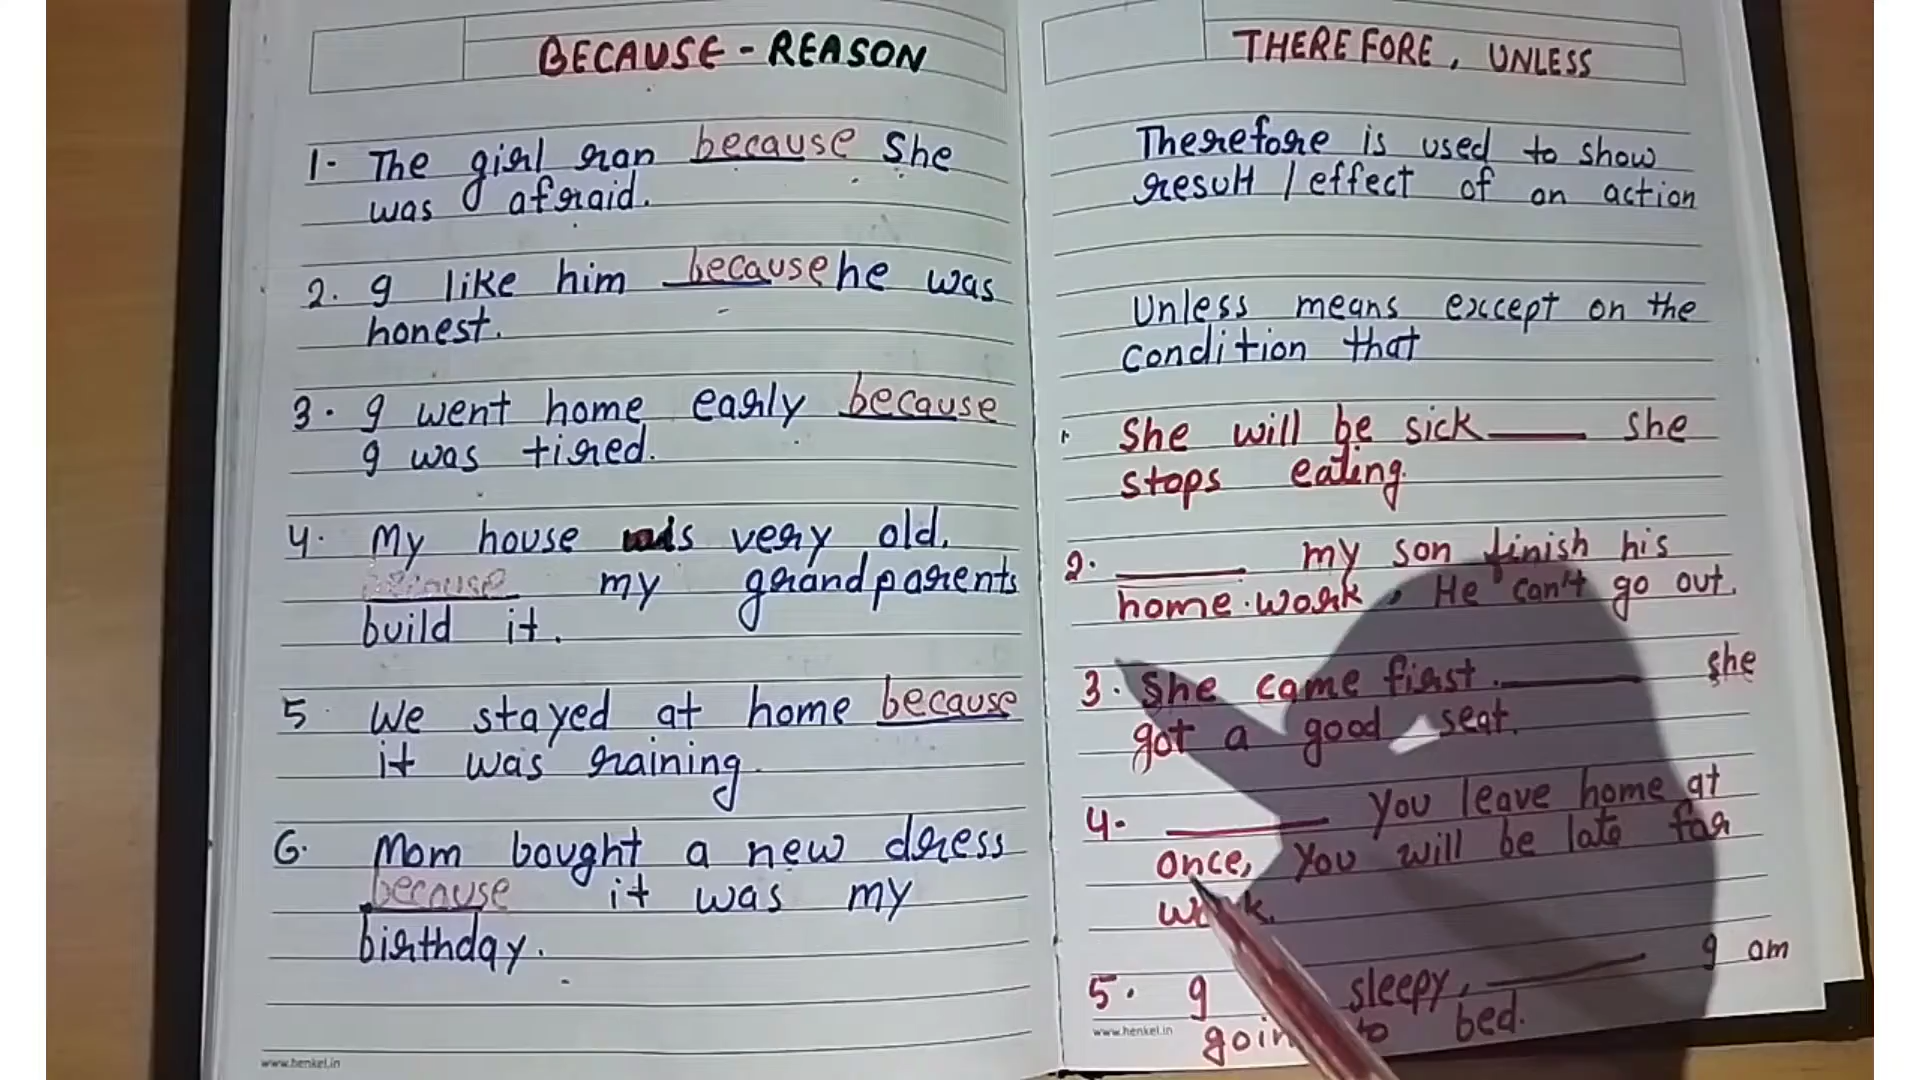 BECAUSE - REASON
1- The girl ran because she
was afraid.
2. I like him because he was
honest.
3. I went home early because
I was tired.
4. My house is very old.
because my grandparents
build it.
5 We stayed at home because
it was raining.
6. Mom bought a new dress
because it was my
birthday.
www.henkel.in
THEREFORE, UNLESS
Therefore is used to show
result / effect of an action
Unless means except on the
condition that
1. She will be sick ____ she
stops eating.
2. ____ my son finish his
home.work, He can't go out.
3. She came first. ____ she
got a good seat.
4. ____ You leave home at
once, You will be late for
5. I sleepy, ____ I am
to bed.
www.henkel.in